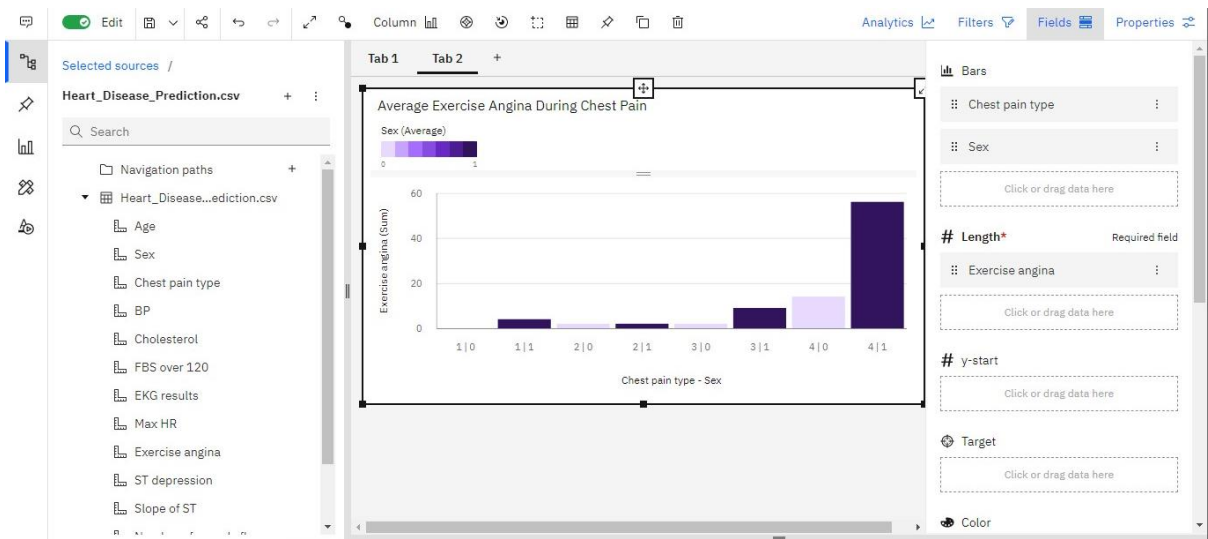 Edit
Column
Analytics
Filters
Fields
Properties
Selected sources /
Heart_Disease_Prediction.csv
Search
Navigation paths
Heart_Disease...ediction.csv
Age
Sex
Chest pain type
BP
Cholesterol
FBS over 120
EKG results
Max HR
Exercise angina
ST depression
Slope of ST
Tab 1 Tab 2 +
Average Exercise Angina During Chest Pain
Sex (Average)
0 1
Exercise angina (Sum)
60
40
20
0
1|0 1|1 2|0 2|1 3|0 3|1 4|0 4|1
Chest pain type - Sex
Bars
Chest pain type
Sex
Click or drag data here
# Length* Required field
Exercise angina
Click or drag data here
# y-start
Click or drag data here
Target
Click or drag data here
Color